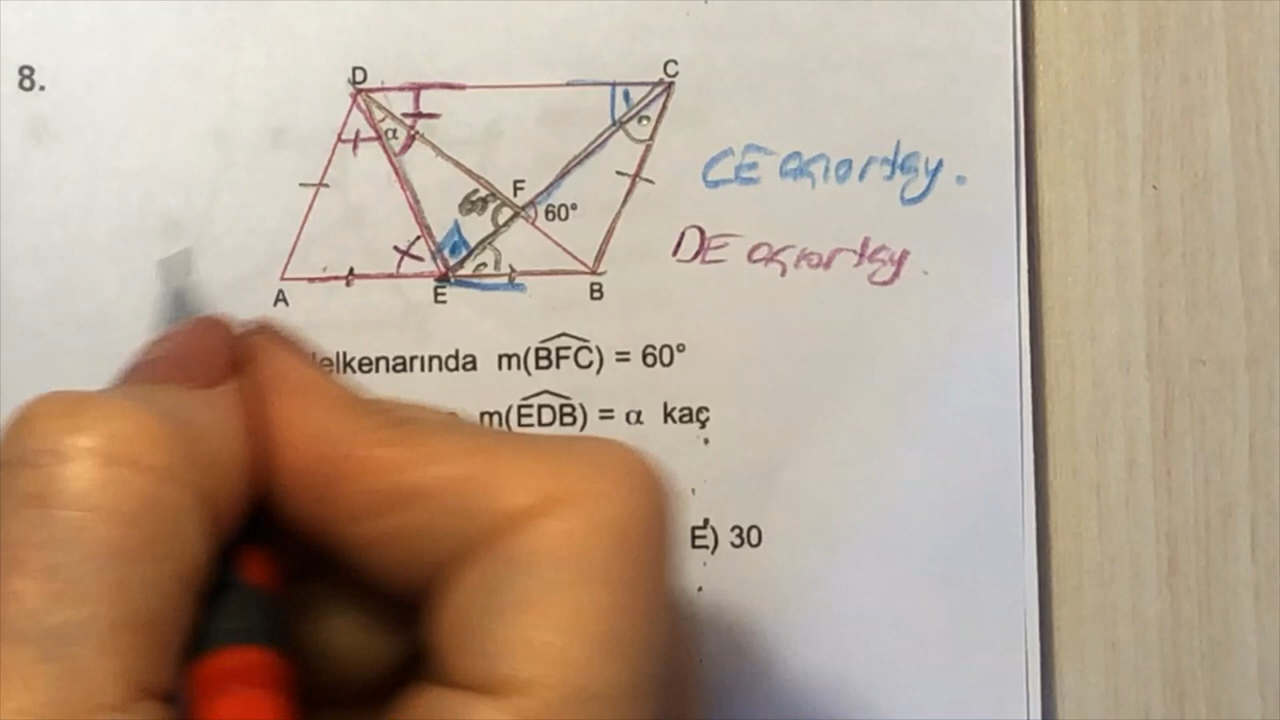 8.
D
C
α
F
60°
60°
A
E
B
CE açıortay.
DE açıortay.
m(BFC) = 60°
m(EDB) = α kaç
E) 30